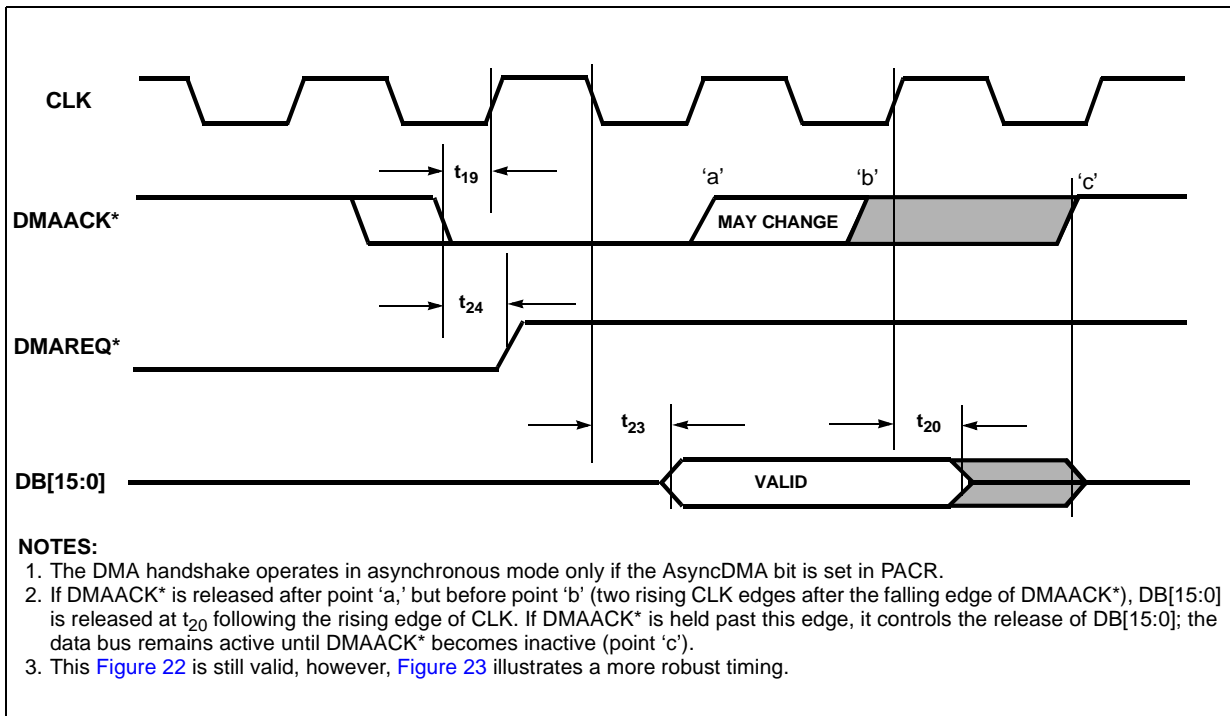 CLK
t19
'a'
'b'
'c'
DMAACK*
MAY CHANGE
t24
DMAREQ*
t23
t20
DB[15:0]
VALID
NOTES:
1. The DMA handshake operates in asynchronous mode only if the AsyncDMA bit is set in PACR.
2. If DMAACK* is released after point ‘a,’ but before point ‘b’ (two rising CLK edges after the falling edge of DMAACK*), DB[15:0]
is released at t20 following the rising edge of CLK. If DMAACK* is held past this edge, it controls the release of DB[15:0]; the
data bus remains active until DMAACK* becomes inactive (point ‘c’).
3. This Figure 22 is still valid, however, Figure 23 illustrates a more robust timing.